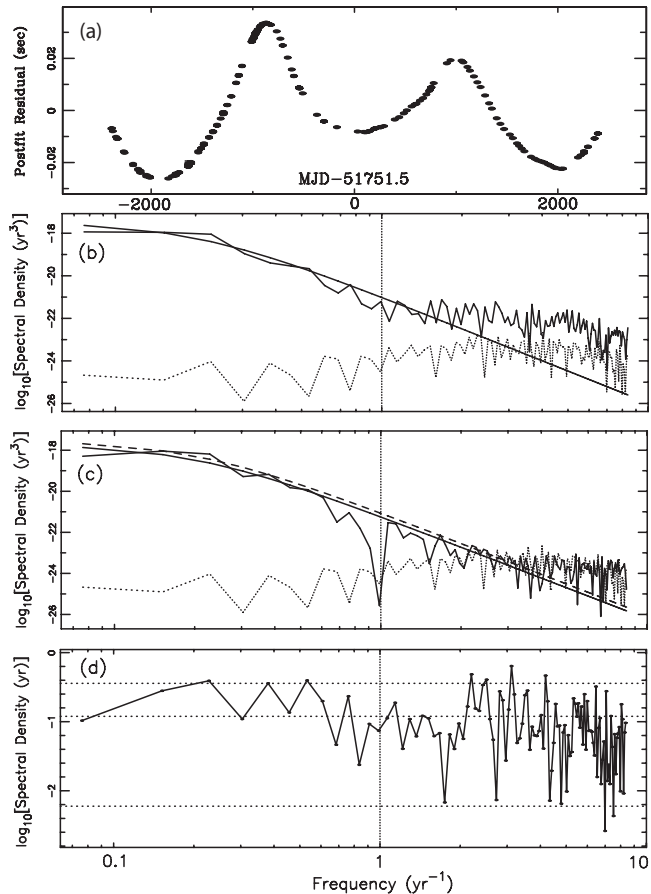 (a)
Postfit Residual (sec)
0.02
0
-0.02
MJD-51751.5
-2000
0
2000
(b)
log10[Spectral Density (yr³)]
-18
-20
-22
-24
-26
(c)
log10[Spectral Density (yr³)]
-18
-20
-22
-24
-26
(d)
log10[Spectral Density (yr)]
0
-1
-2
0.1
1
10
Frequency (yr⁻¹)